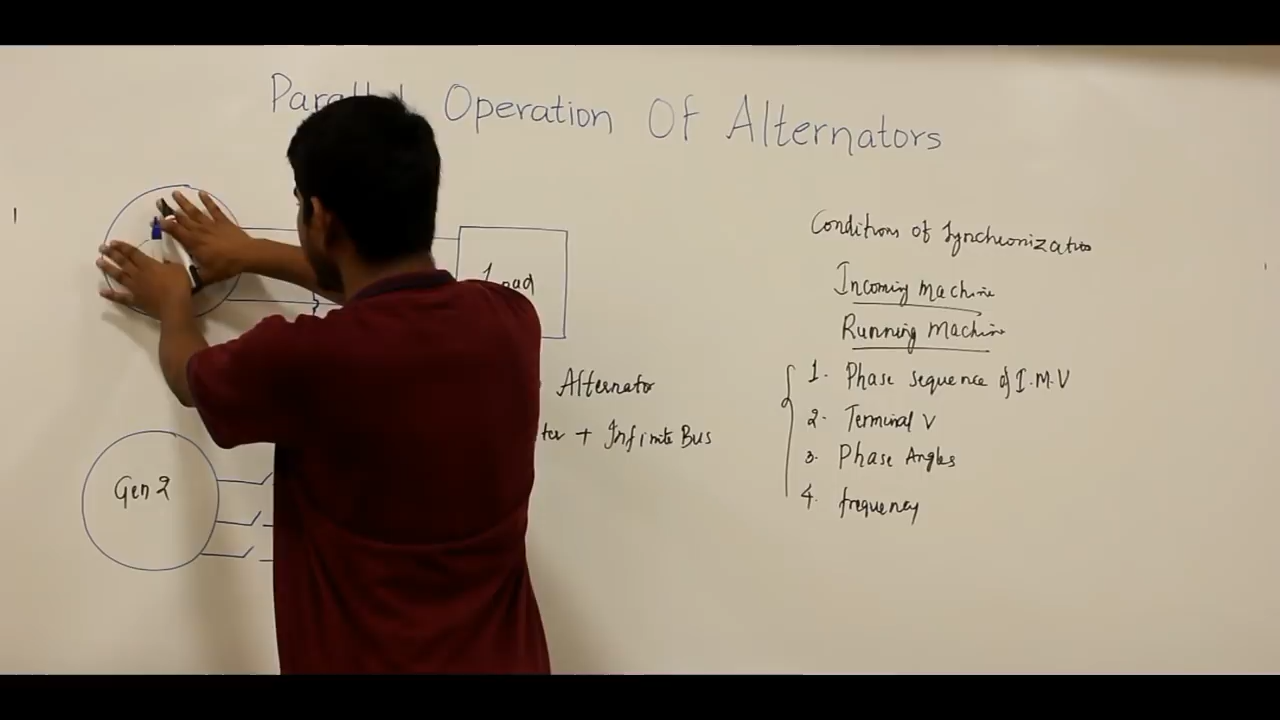 Operation Of Alternators
Load
Alternator
ter + Infinite Bus
Gen 2
Conditions of Synchronization
Incoming Machine
Running Machine
1. Phase Sequence of I.M.V
2. Terminal V
3. Phase Angles
4. frequency